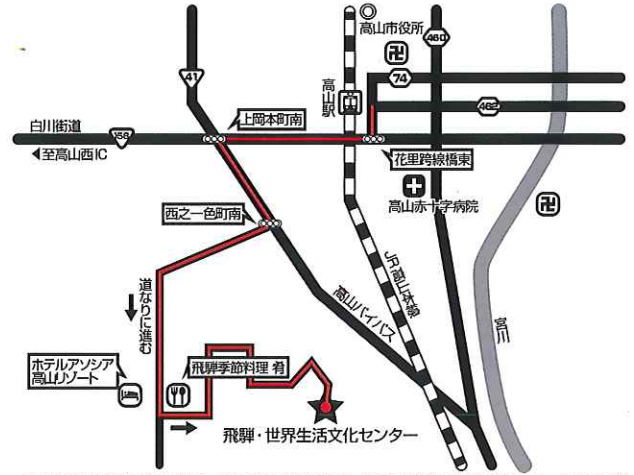 高山市役所
460
41
高山駅
74
462
上岡本町南
白川街道
158
至高山西IC
花里跨線橋東
高山赤十字病院
西之一色町南
道なりに進む
JR高山本線
高山バイパス
宮川
ホテルアソシア
高山リゾート
飛騨季節料理 肴
飛騨・世界生活文化センター